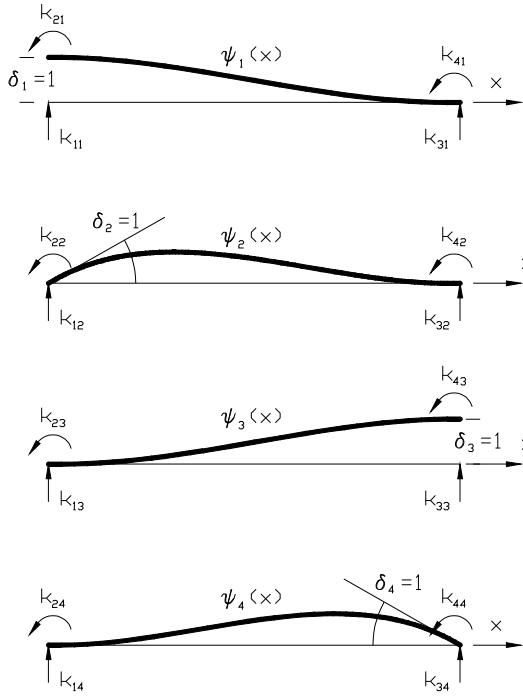 k₂₁
ψ₁(x)
k₄₁
δ₁=1
x
k₁₁
k₃₁
δ₂=1
k₂₂
ψ₂(x)
k₄₂
k₁₂
k₃₂
k₄₃
k₂₃
ψ₃(x)
δ₃=1
k₁₃
k₃₃
δ₄=1
k₂₄
ψ₄(x)
k₄₄
x
k₁₄
k₃₄